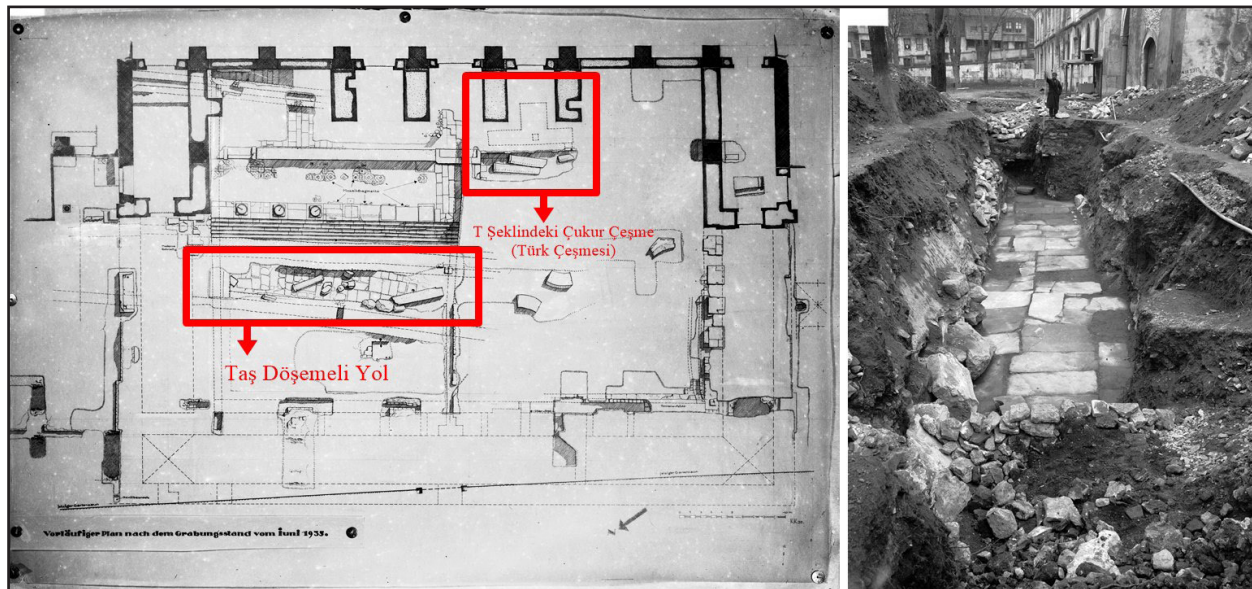 T Şeklindeki Çukur Çeşme
(Türk Çeşmesi)
Taş Döşemeli Yol
Vorläufiger Plan nach dem Grabungsstand vom Juni 1935.